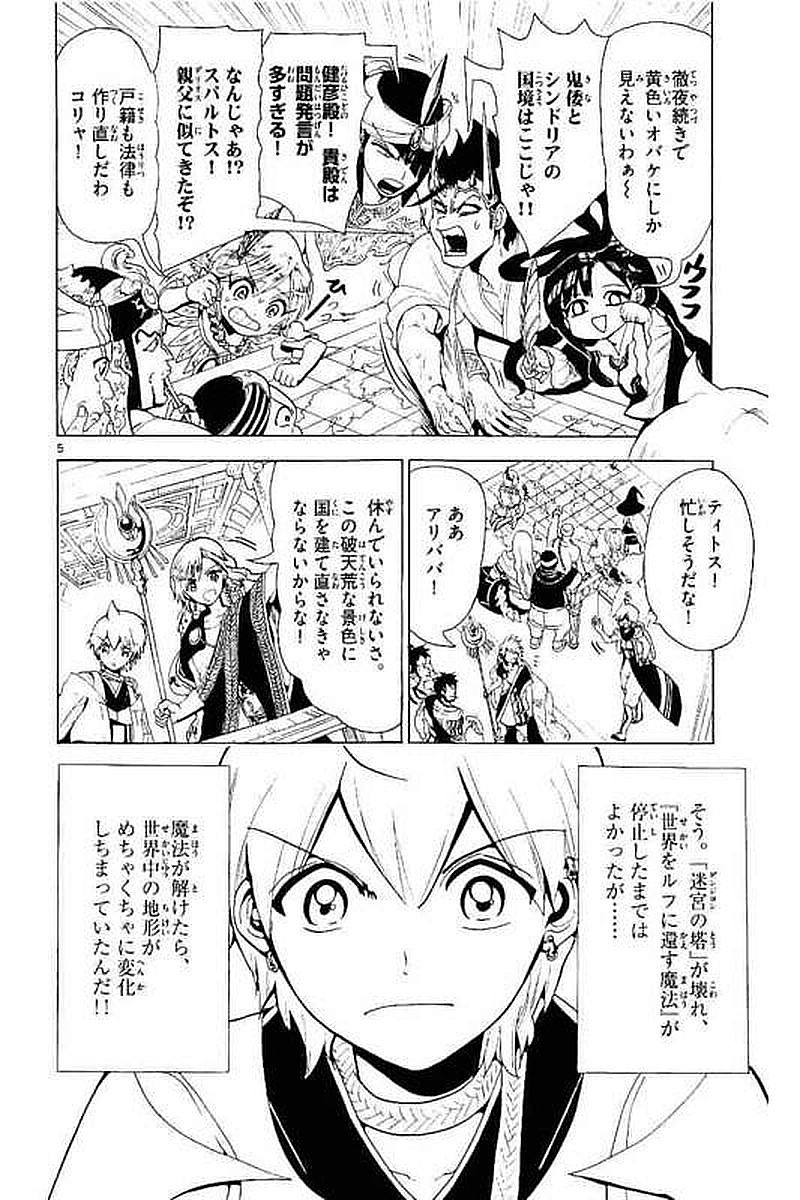 徹夜続きで
黄色いオバケにしか
見えないわぁ〜
ウフフ
鬼倭と
シンドリアの
国境はここじゃ!!
健彦殿！ 貴殿は
問題発言が
多すぎる！
なんじゃあ!?
スパルトス！
親父に似てきたぞ!?
戸籍も法律も
作り直しだわ
コリャ！
5
ティトス！
忙しそうだな！
ああ
アリババ！
休んでいられないさ。
この破天荒な景色に
国を建て直さなきゃ
ならないからな！
そう。「迷宮の塔」が壊れ、
『世界をルフに還す魔法』が
停止したまでは
よかったが……
魔法が解けたら、
世界中の地形が
めちゃくちゃに変化
しちまっていたんだ!!